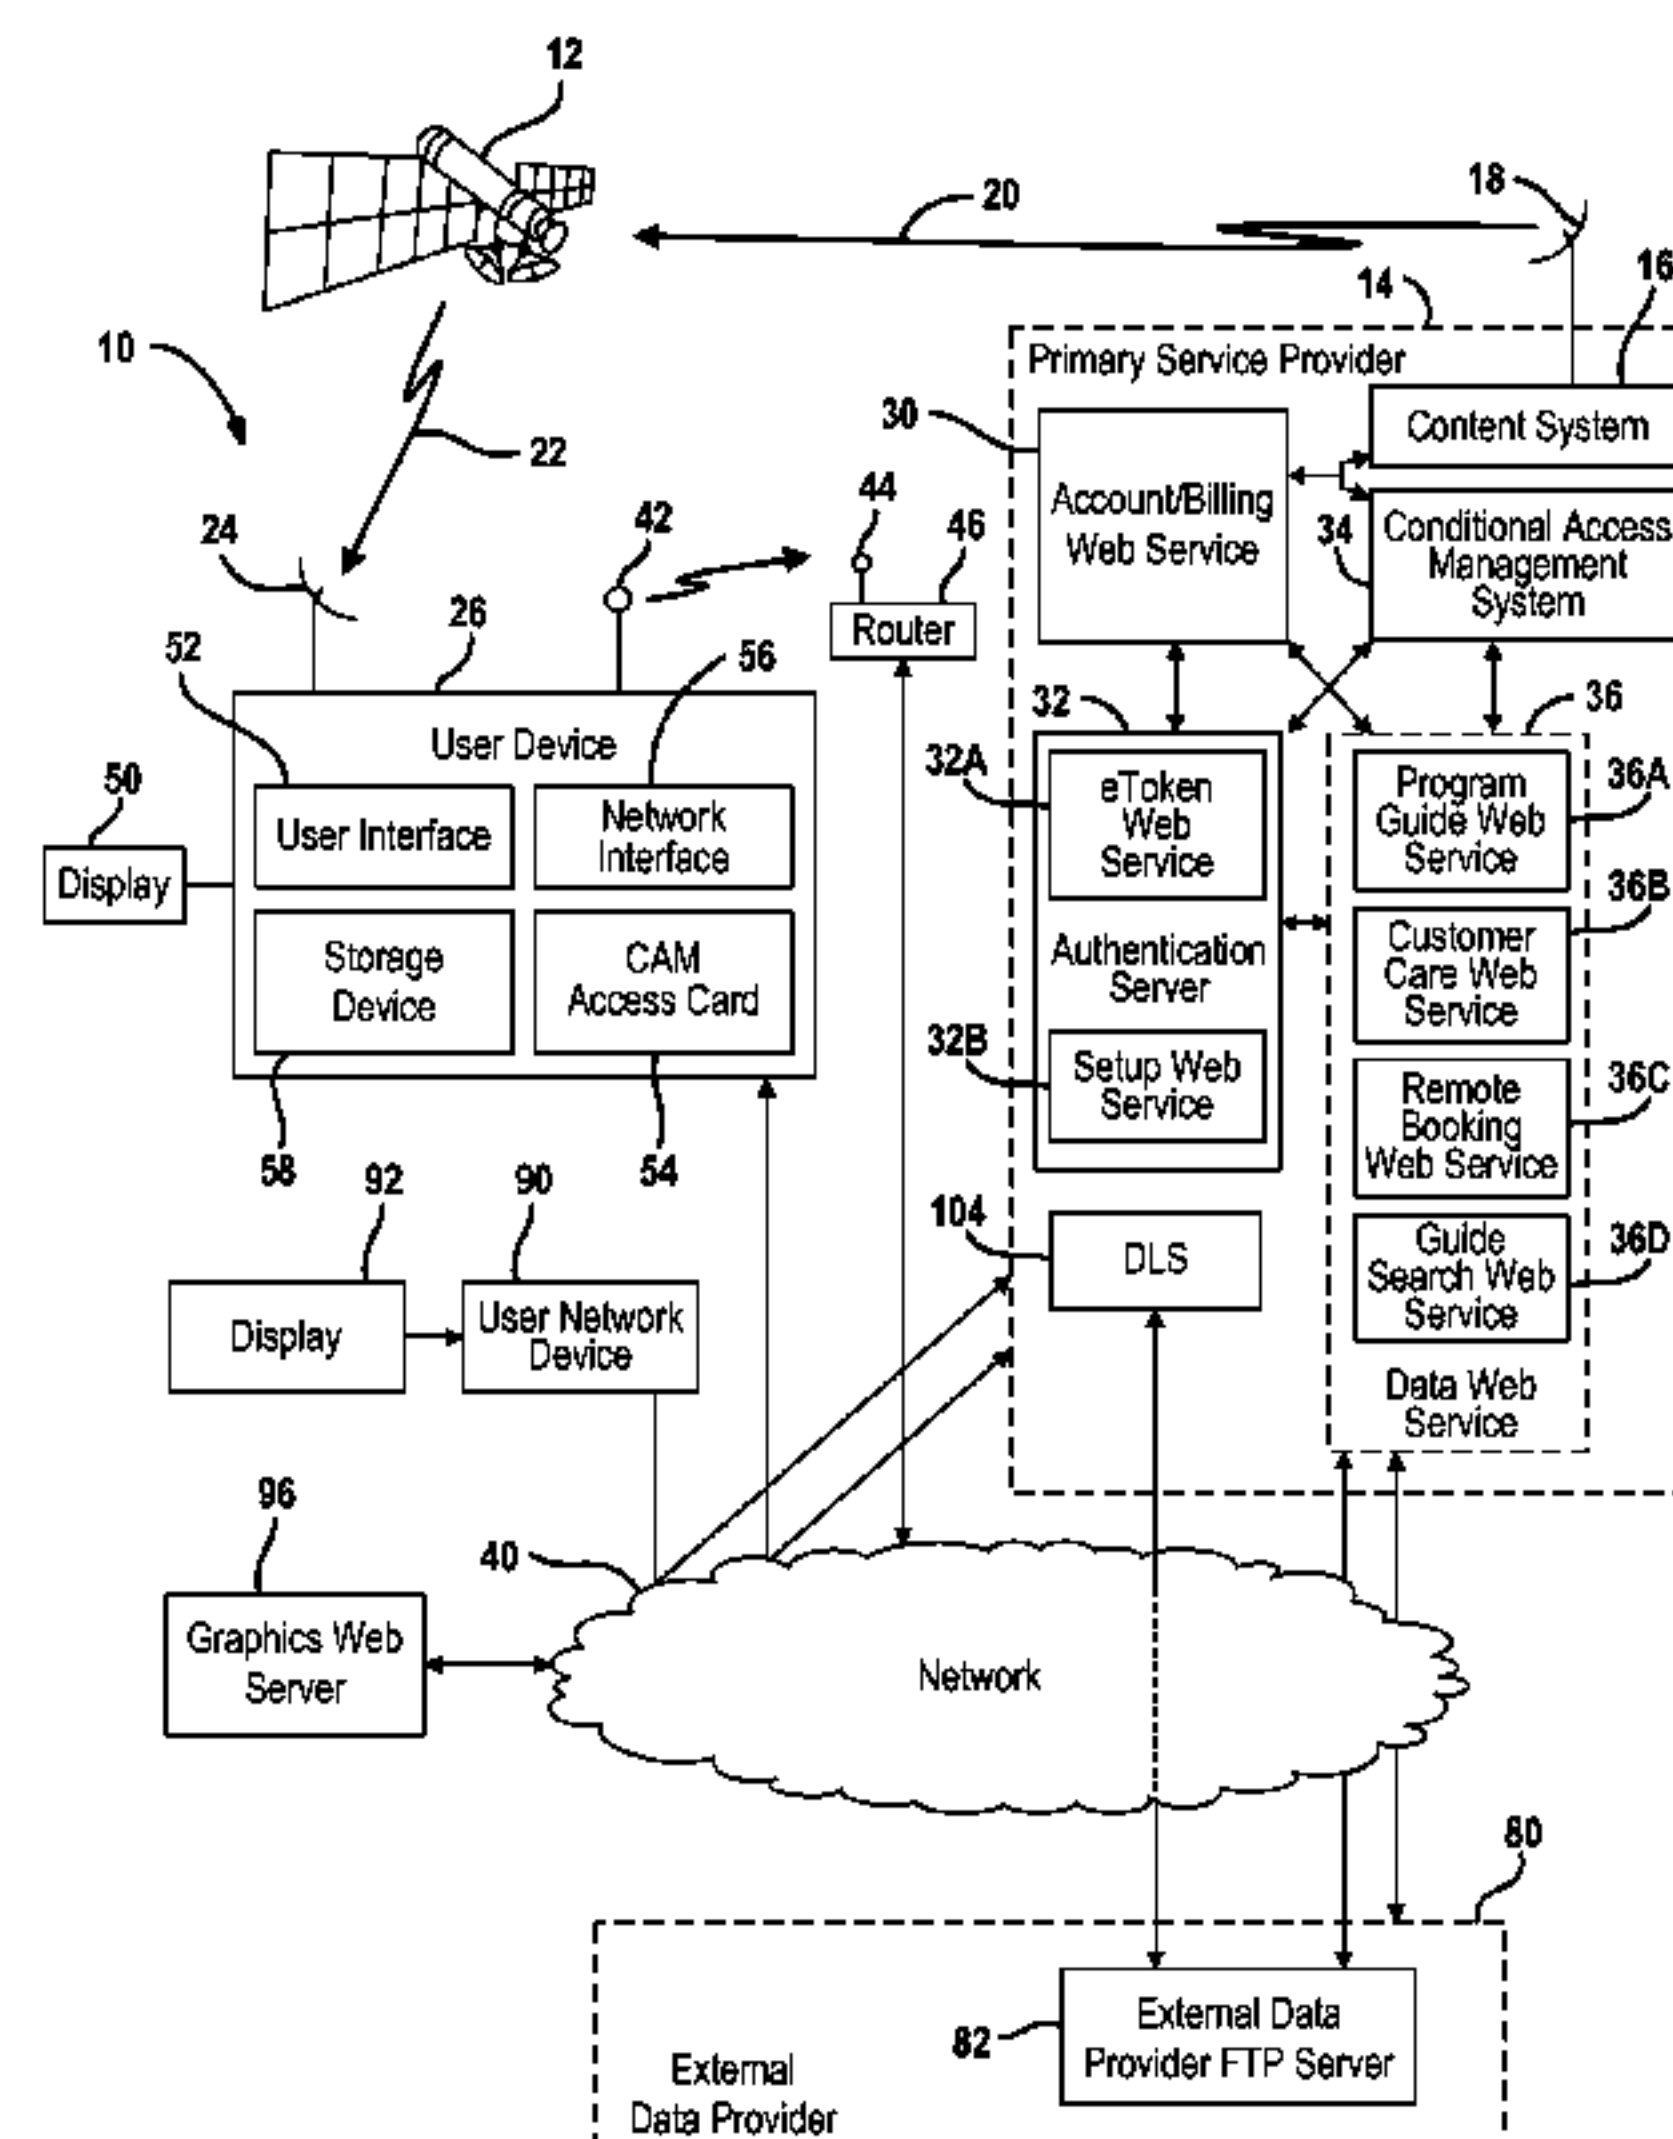 12
20
18
16
14
10
Primary Service Provider
30
Content System
22
44
Account/Billing
Web Service
42
46
34
Conditional Access
Management
System
24
26
Router
52
56
32
36
User Device
50
32A
eToken
Web
Service
Program
Guide Web
Service
36A
User Interface
Network
Interface
Display
36B
Storage
Device
CAM
Access Card
Authentication
Server
Customer
Care Web
Service
32B
Setup Web
Service
Remote
Booking
Web Service
36C
58
54
92
90
104
DLS
Guide
Search Web
Service
36D
Display
User Network
Device
Data Web
Service
96
40
Graphics Web
Server
Network
80
82
External Data
Provider FTP Server
External
Data Provider